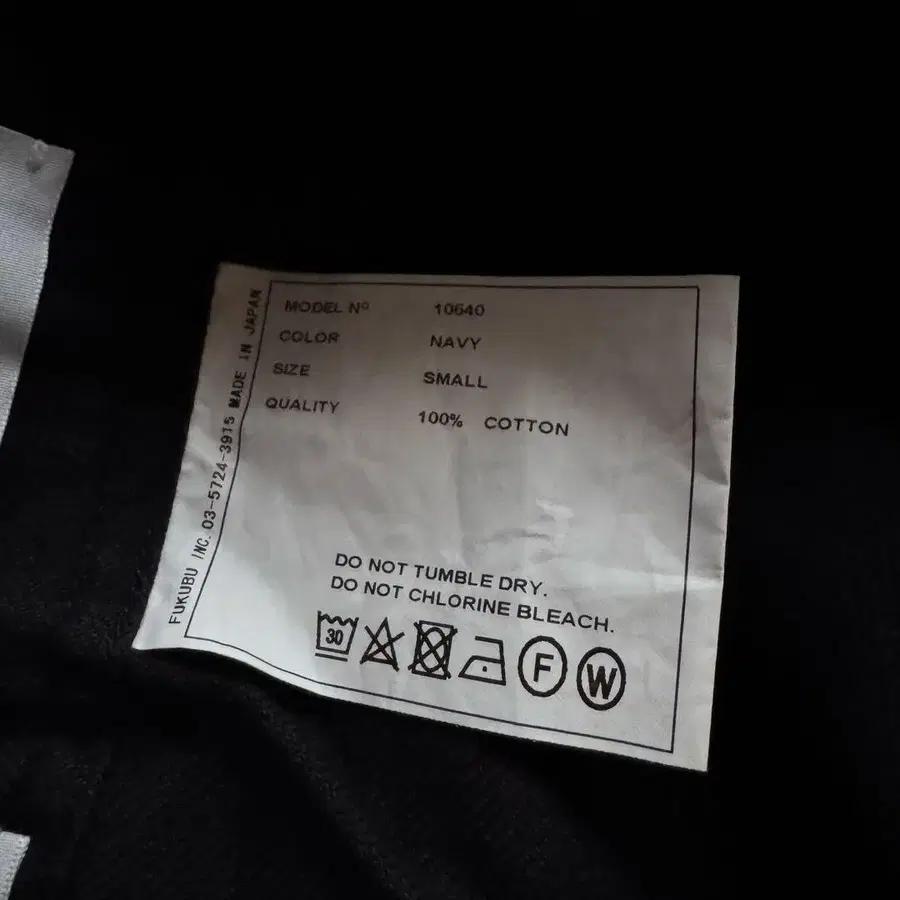 MODEL Nº 10640
COLOR NAVY
SIZE SMALL
QUALITY 100% COTTON
DO NOT TUMBLE DRY.
DO NOT CHLORINE BLEACH.
30
F
W
FUKUBU INC. 03-5724-3915 MADE IN JAPAN